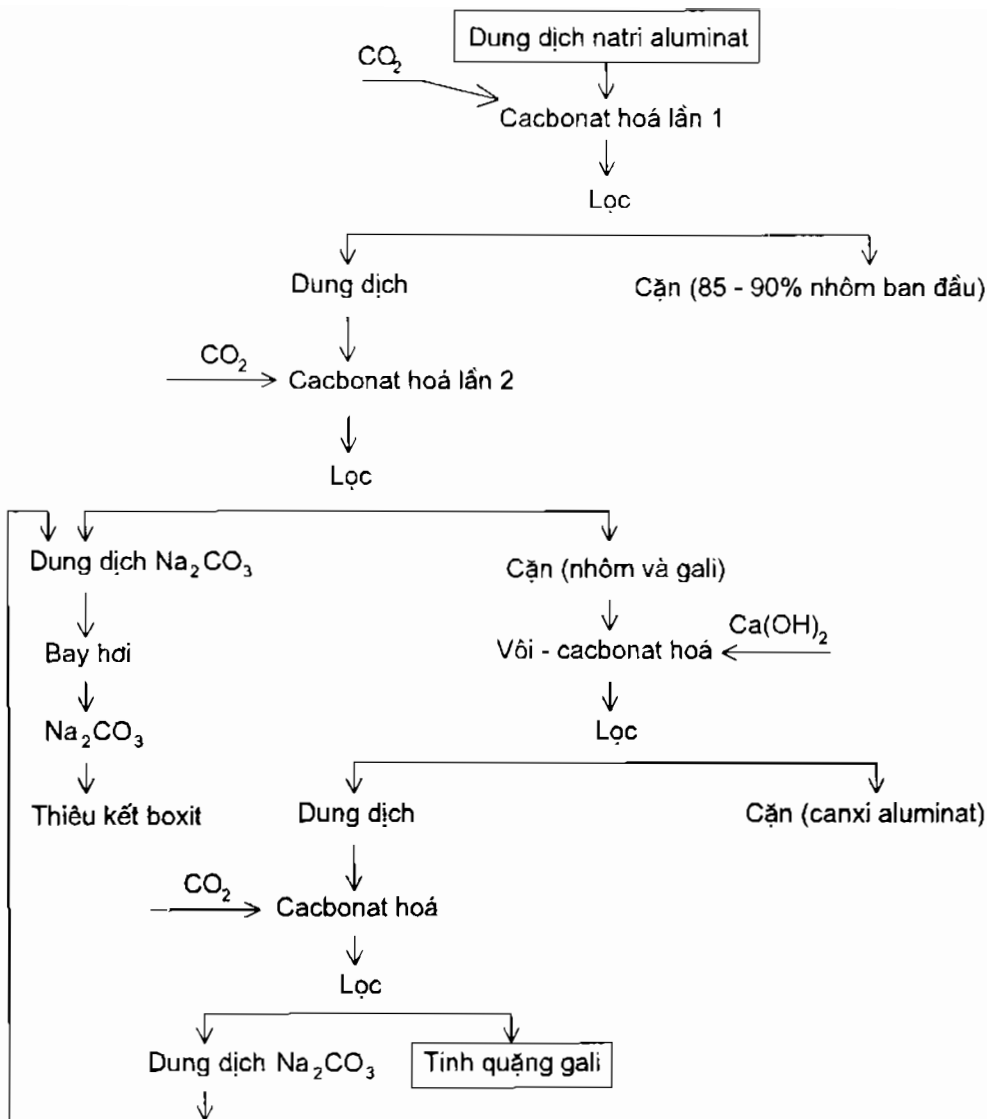 Dung dịch natri aluminat
CO2
Cacbonat hoá lần 1
Lọc
Dung dịch
Cặn (85 - 90% nhôm ban đầu)
CO2
Cacbonat hoá lần 2
Lọc
Dung dịch Na2CO3
Cặn (nhôm và gali)
Ca(OH)2
Bay hơi
Vôi - cacbonat hoá
Na2CO3
Lọc
Thiêu kết boxit
Dung dịch
Cặn (canxi aluminat)
CO2
Cacbonat hoá
Lọc
Dung dịch Na2CO3
Tinh quặng gali